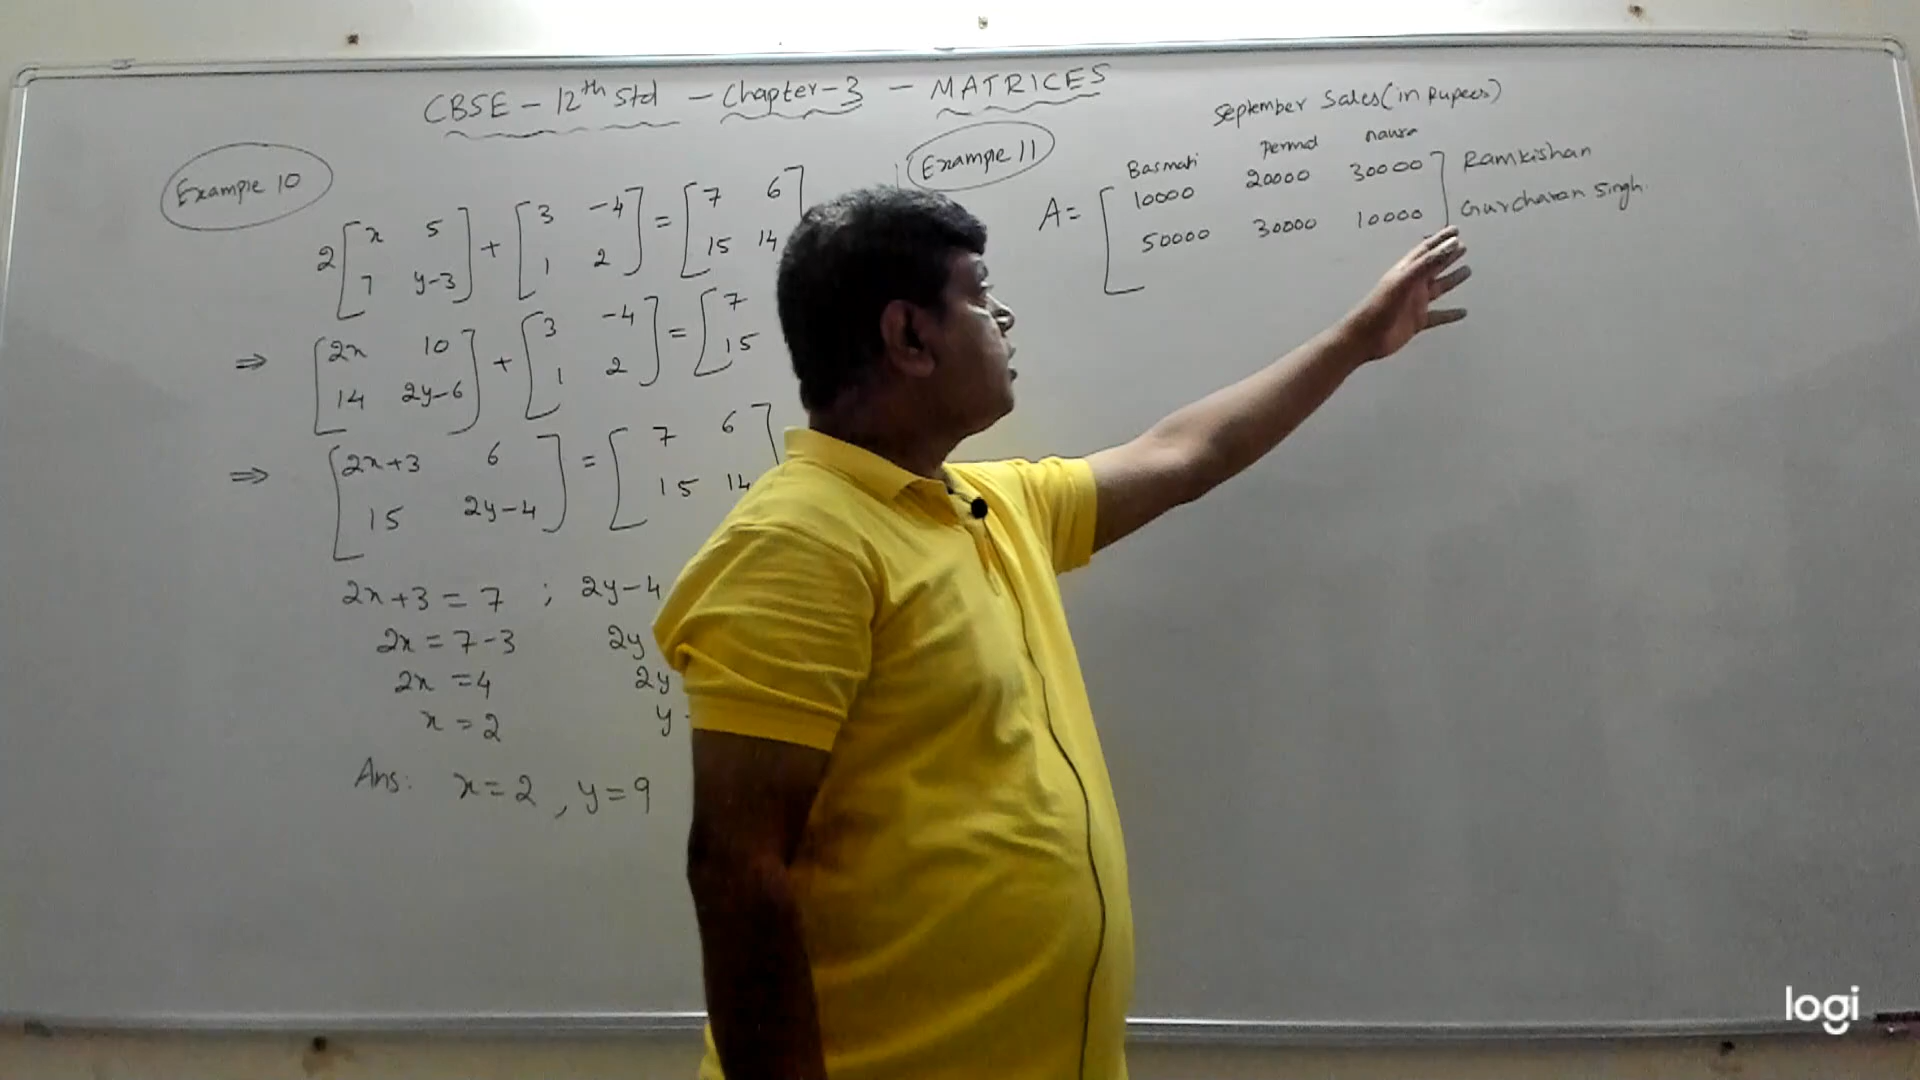 CBSE - 12th Std - Chapter-3 - MATRICES
Example 10
2[x 5
7 y-3] + [3 -4
1 2] = [7 6
15 14
⇒ [2x 10
14 2y-6] + [3 -4
1 2] = [7
15
⇒ [2x+3 6
15 2y-4] = [7 6
15 14
2x+3 = 7 ; 2y-4
2x = 7-3 2y
2x = 4 2y
x = 2 y
Ans: x=2 , y=9
Example 11
September Sales(in Rupees)
Basmati Permal naura
A= [10000 20000 30000] Ramkishan
50000 30000 10000 Gurcharan Singh.
logi